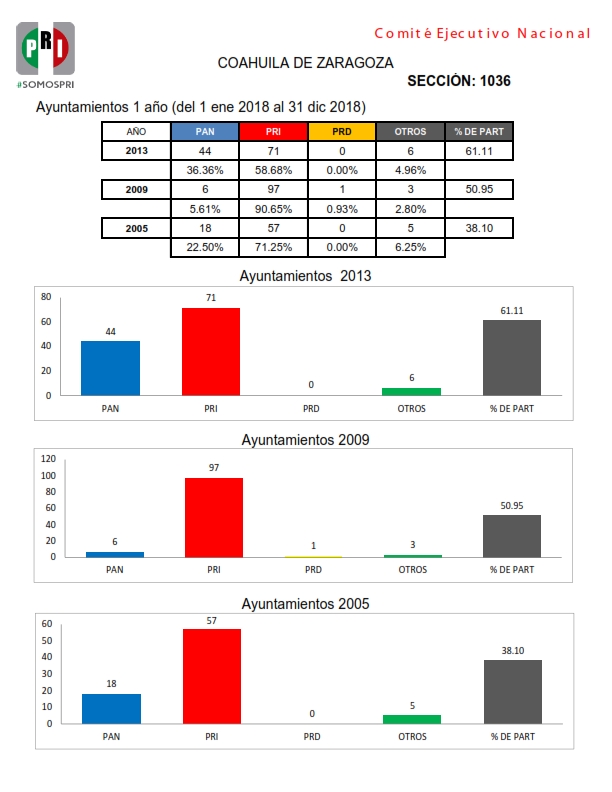 Comité Ejecutivo Nacional
PRI
#SOMOSPRI
COAHUILA DE ZARAGOZA
SECCIÓN: 1036
Ayuntamientos 1 año (del 1 ene 2018 al 31 dic 2018)
AÑO PAN PRI PRD OTROS % DE PART
2013 44 71 0 6 61.11
36.36% 58.68% 0.00% 4.96%
2009 6 97 1 3 50.95
5.61% 90.65% 0.93% 2.80%
2005 18 57 0 5 38.10
22.50% 71.25% 0.00% 6.25%
Ayuntamientos 2013
80
60
40
20
0
44 71 0 6 61.11
PAN PRI PRD OTROS % DE PART
Ayuntamientos 2009
120
100
80
60
40
20
0
6 97 1 3 50.95
PAN PRI PRD OTROS % DE PART
Ayuntamientos 2005
60
50
40
30
20
10
0
18 57 0 5 38.10
PAN PRI PRD OTROS % DE PART